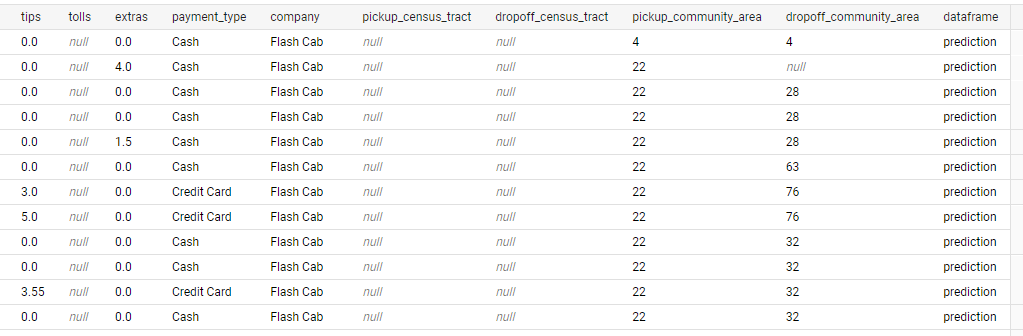 tips tolls extras payment_type company pickup_census_tract dropoff_census_tract pickup_community_area dropoff_community_area dataframe
0.0 null 0.0 Cash Flash Cab null null 4 4 prediction
0.0 null 4.0 Cash Flash Cab null null 22 null prediction
0.0 null 0.0 Cash Flash Cab null null 22 28 prediction
0.0 null 0.0 Cash Flash Cab null null 22 28 prediction
0.0 null 1.5 Cash Flash Cab null null 22 28 prediction
0.0 null 0.0 Cash Flash Cab null null 22 63 prediction
3.0 null 0.0 Credit Card Flash Cab null null 22 76 prediction
5.0 null 0.0 Credit Card Flash Cab null null 22 76 prediction
0.0 null 0.0 Cash Flash Cab null null 22 32 prediction
0.0 null 0.0 Cash Flash Cab null null 22 32 prediction
3.55 null 0.0 Credit Card Flash Cab null null 22 32 prediction
0.0 null 0.0 Cash Flash Cab null null 22 32 prediction